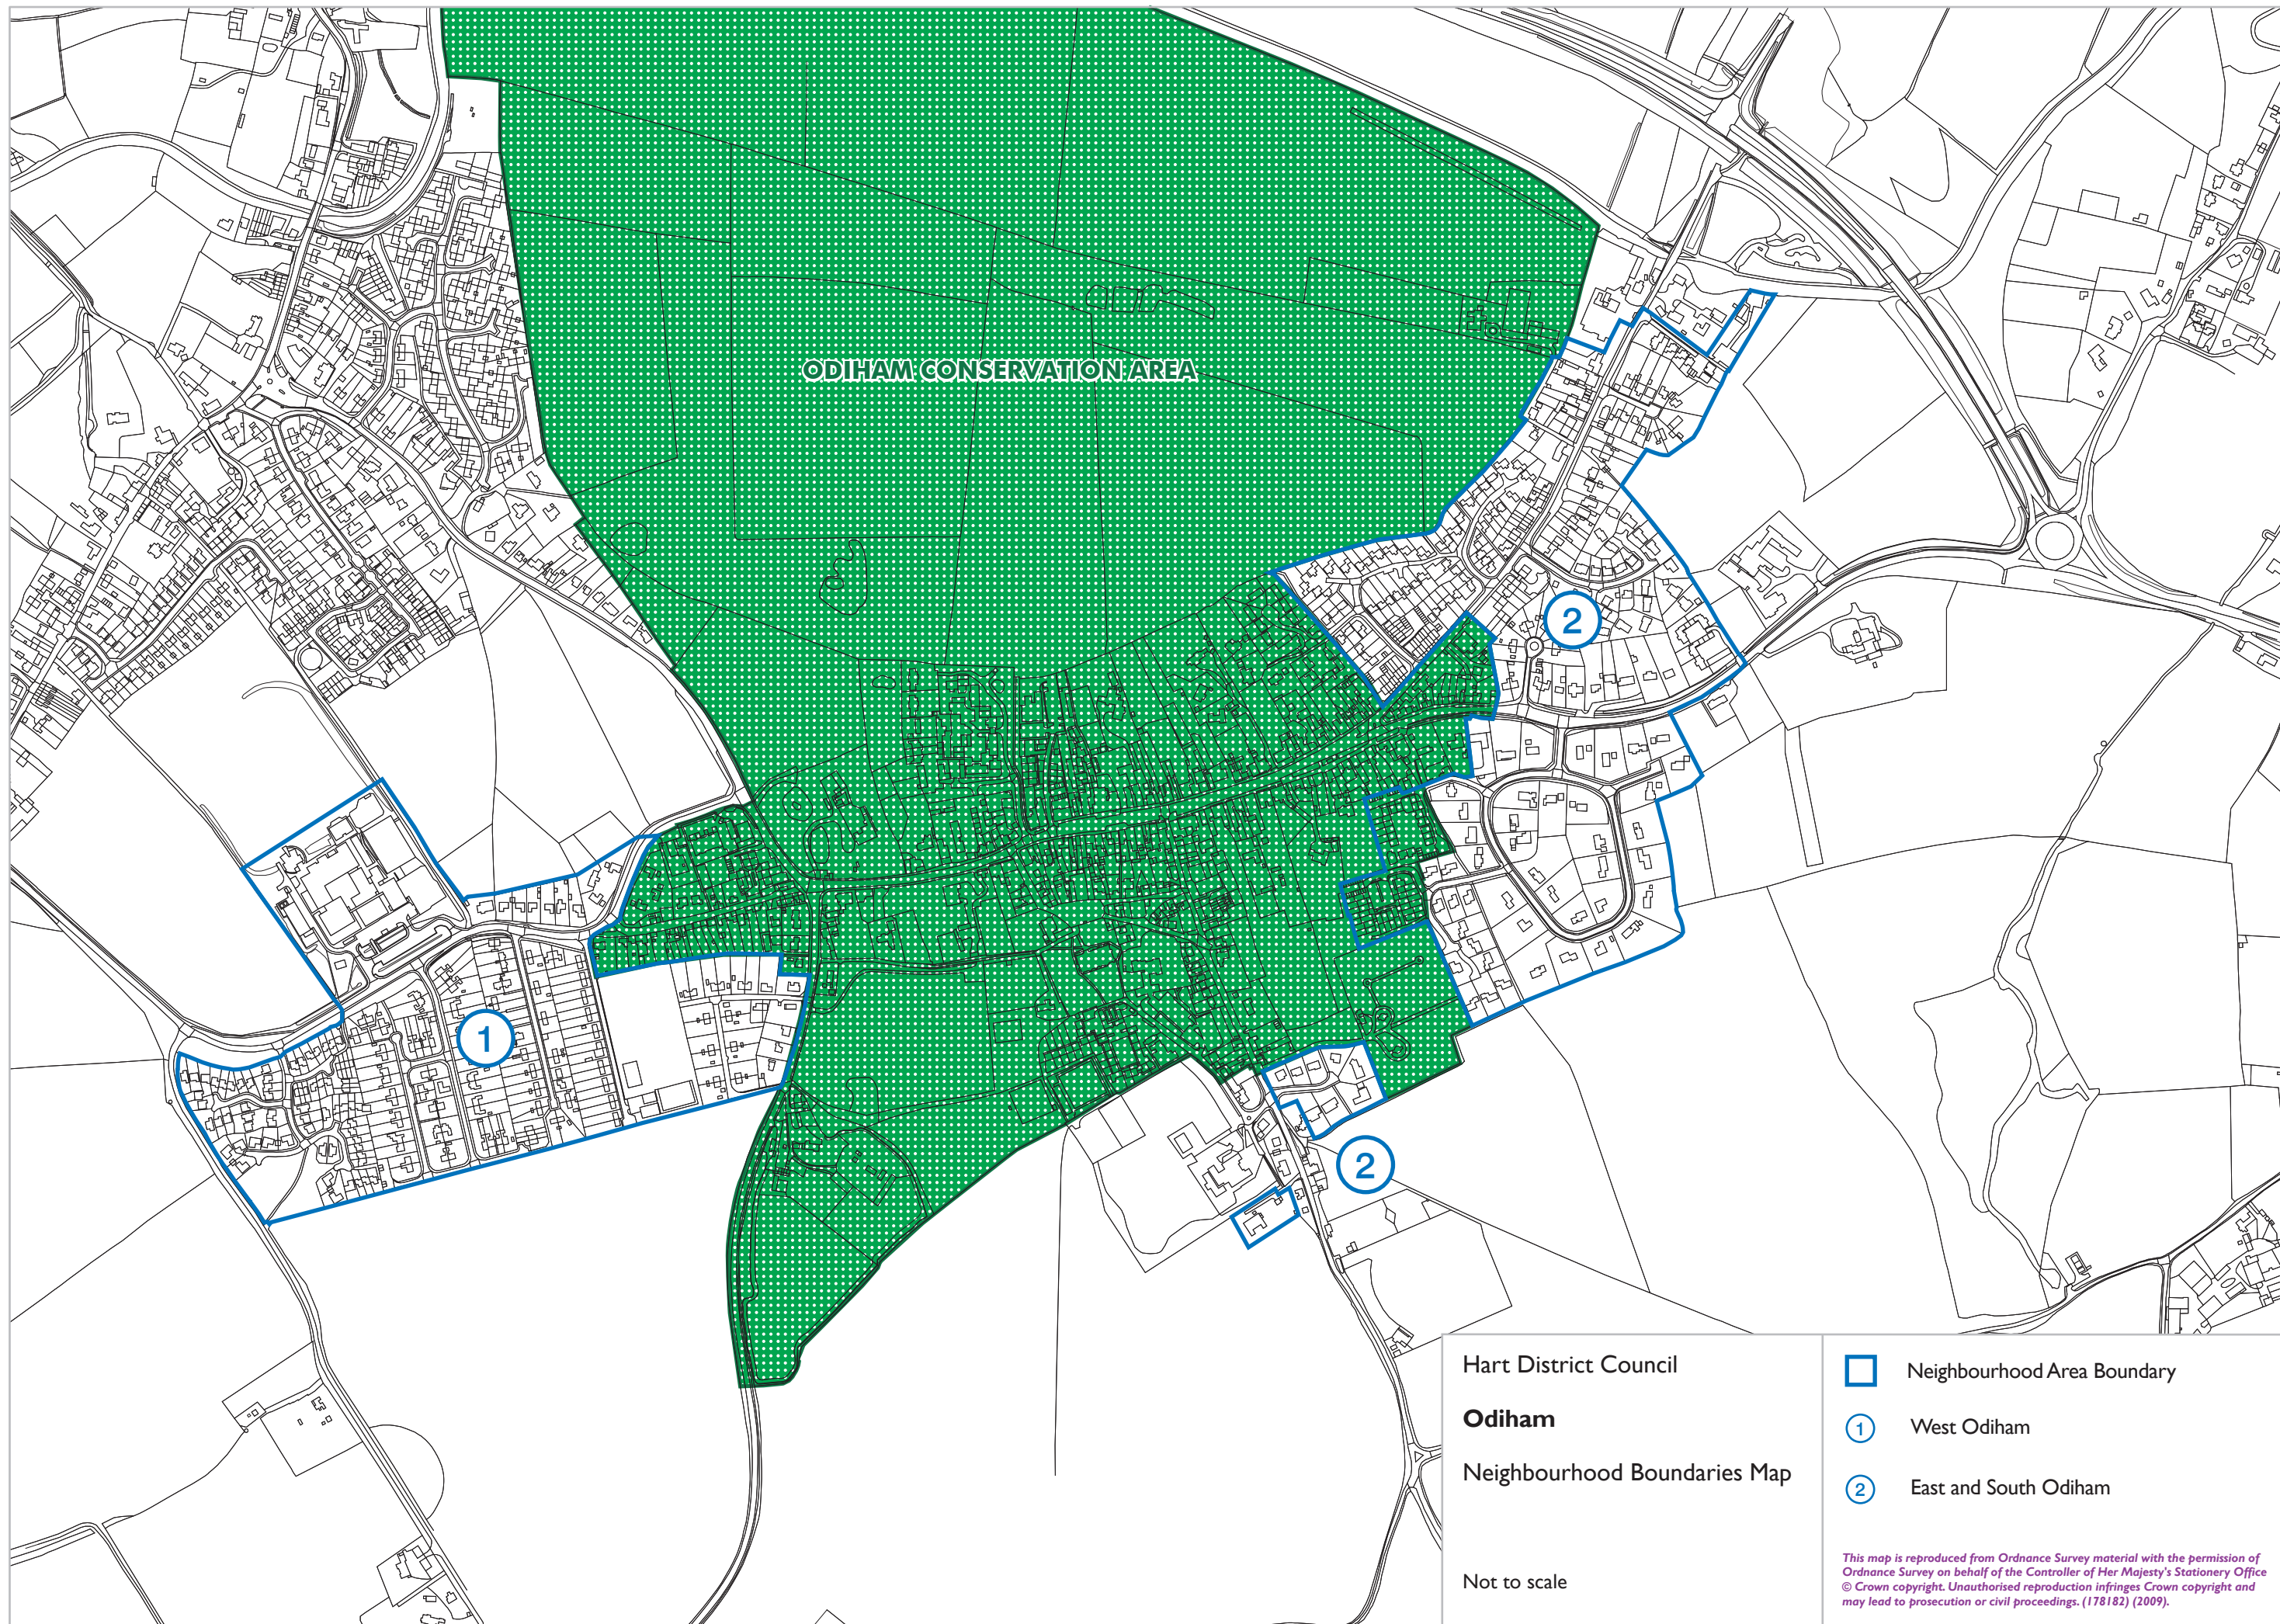 ODIHAM CONSERVATION AREA
2
1
2
Hart District Council
Odiham
Neighbourhood Boundaries Map
Not to scale
Neighbourhood Area Boundary
1 West Odiham
2 East and South Odiham
This map is reproduced from Ordnance Survey material with the permission of
Ordnance Survey on behalf of the Controller of Her Majesty's Stationery Office
© Crown copyright. Unauthorised reproduction infringes Crown copyright and
may lead to prosecution or civil proceedings. (178182) (2009).